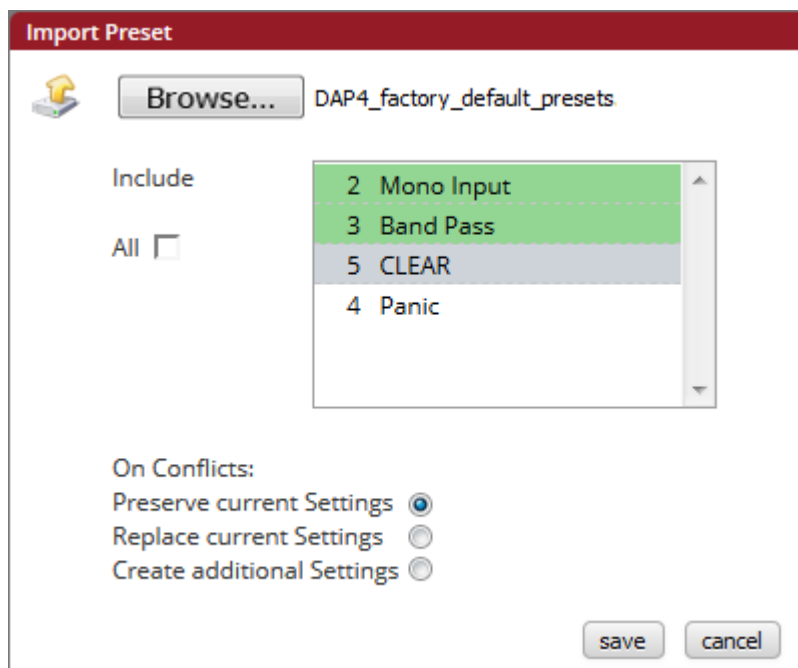 Import Preset
Browse... DAP4_factory_default_presets
Include
2 Mono Input
3 Band Pass
All
5 CLEAR
4 Panic
On Conflicts:
Preserve current Settings
Replace current Settings
Create additional Settings
save cancel